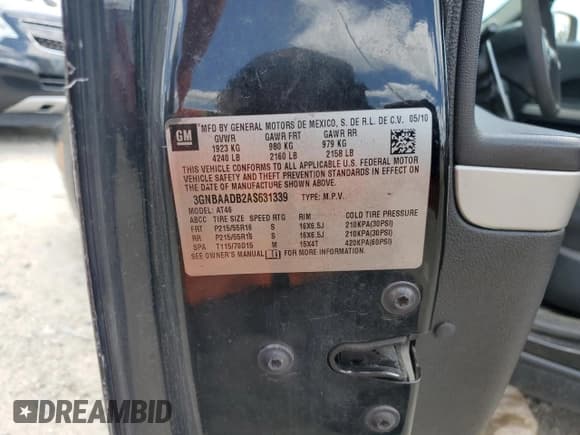 GM
MFD BY GENERAL MOTORS DE MEXICO, S. DE R.L. DE C.V. 05/10
GVWR GAWR FRT GAWR RR
1923 KG 980 KG 979 KG
4240 LB 2160 LB 2158 LB
THIS VEHICLE CONFORMS TO ALL APPLICABLE U.S. FEDERAL MOTOR
VEHICLE SAFETY AND THEFT PREVENTION STANDARDS IN EFFECT ON THE
DATE OF MANUFACTURE SHOWN ABOVE.
3GNBAADB2AS631339 TYPE: M.P.V.
MODEL: AT46
ABCC TIRE SIZE SPEED RTG RIM COLD TIRE PRESSURE
FRT P215/55R16 S 16X6.5J 210KPA(30PSI)
RR P215/55R16 S 16X6.5J 210KPA(30PSI)
SPA T115/70D15 M 15X4T 420KPA(60PSI)
SEE OWNER'S MANUAL FOR MORE INFORMATION.
DREAMBID